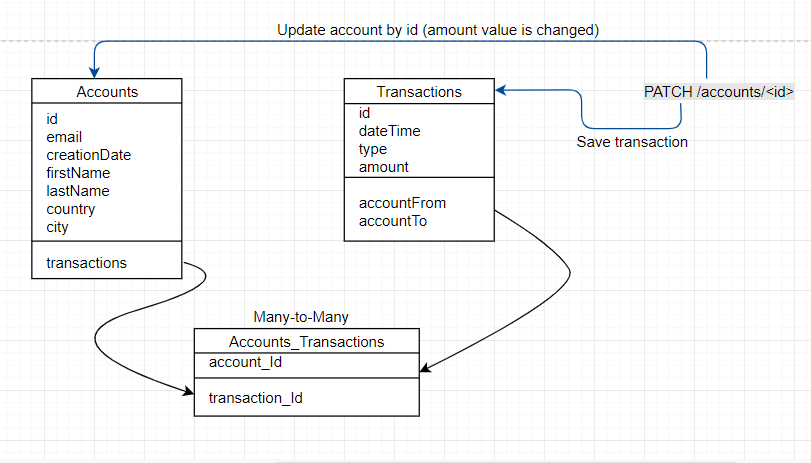 Update account by id (amount value is changed)
Accounts
id
email
creationDate
firstName
lastName
country
city
transactions
Transactions
id
dateTime
type
amount
accountFrom
accountTo
PATCH /accounts/<id>
Save transaction
Many-to-Many
Accounts_Transactions
account_Id
transaction_Id